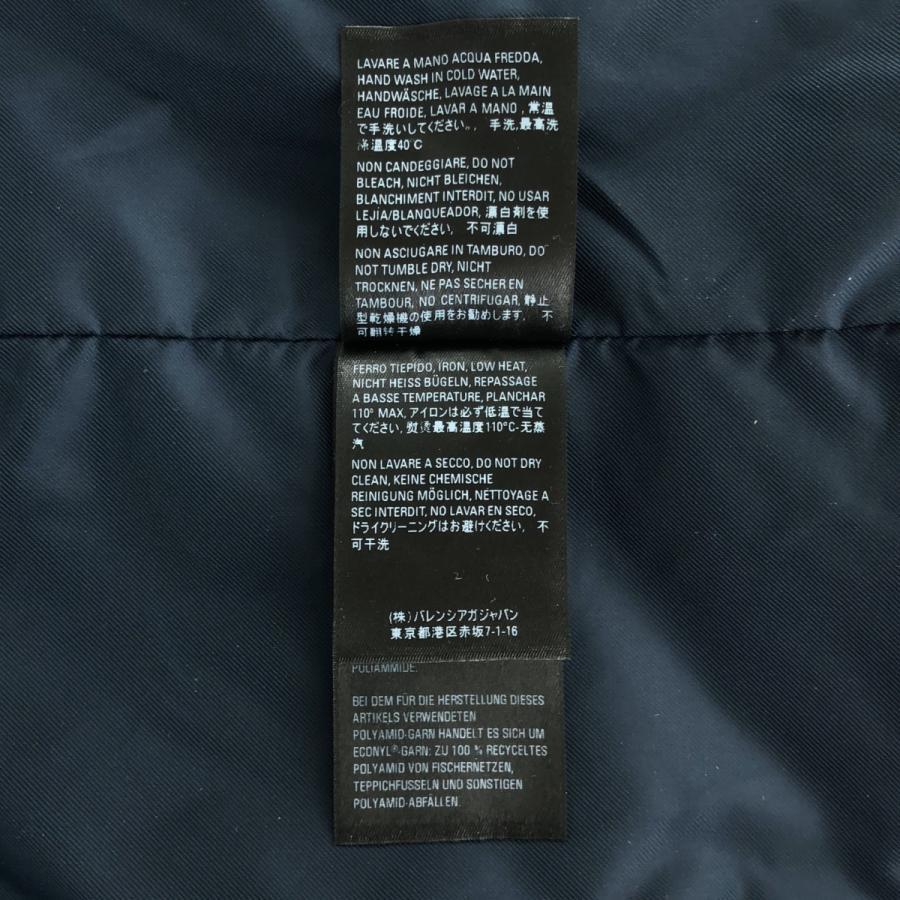 LAVARE A MANO ACQUA FREDDA,
HAND WASH IN COLD WATER,
HANDWÄSCHE, LAVAGE A LA MAIN
EAU FROIDE, LAVAR A MANO , 常温
で手洗いしてください。, 手洗,最高洗
涤温度40°C
NON CANDEGGIARE, DO NOT
BLEACH, NICHT BLEICHEN,
BLANCHIMENT INTERDIT, NO USAR
LEJÍA/BLANQUEADOR, 漂白剤を使
用しないでください, 不可漂白
NON ASCIUGARE IN TAMBURO, DO
NOT TUMBLE DRY, NICHT
TROCKNEN, NE PAS SECHER EN
TAMBOUR, NO CENTRIFUGAR, 静止
型乾燥機の使用をお勧めします, 不
可翻转干燥
FERRO TIEPIDO, IRON, LOW HEAT,
NICHT HEISS BÜGELN, REPASSAGE
A BASSE TEMPERATURE, PLANCHAR
110° MAX, アイロンは必ず低温で当て
てください, 熨烫最高温度110°C-无蒸
汽
NON LAVARE A SECCO, DO NOT DRY
CLEAN, KEINE CHEMISCHE
REINIGUNG MÖGLICH, NETTOYAGE A
SEC INTERDIT, NO LAVAR EN SECO,
ドライクリーニングはお避けください, 不
可干洗
(株)バレンシアガジャパン
東京都港区赤坂7-1-16
POLIAMMIDE.
BEI DEM FÜR DIE HERSTELLUNG DIESES
ARTIKELS VERWENDETEN
POLYAMID-GARN HANDELT ES SICH UM
ECONYL®-GARN: ZU 100 % RECYCELTES
POLYAMID VON FISCHERNETZEN,
TEPPICHFUSSELN UND SONSTIGEN
POLYAMID-ABFÄLLEN.